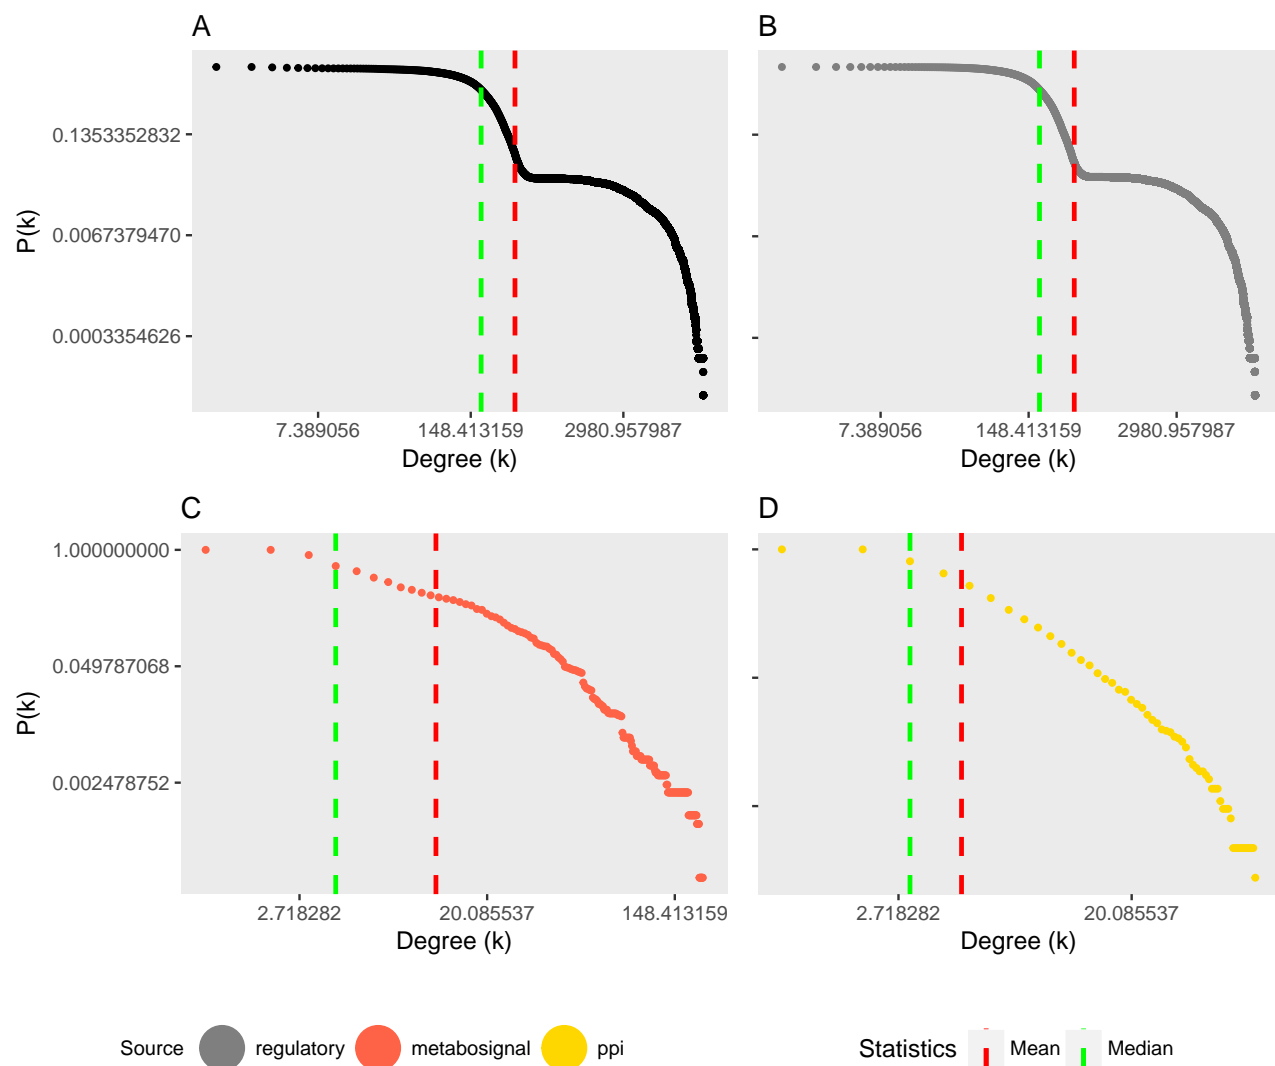 A
B
P(k)
0.1353352832
0.0067379470
0.0003354626
7.389056
148.413159
2980.957987
7.389056
148.413159
2980.957987
Degree (k)
Degree (k)
C
D
P(k)
1.000000000
0.049787068
0.002478752
2.718282
20.085537
148.413159
2.718282
20.085537
Degree (k)
Degree (k)
Source regulatory metabosignal ppi
Statistics Mean Median